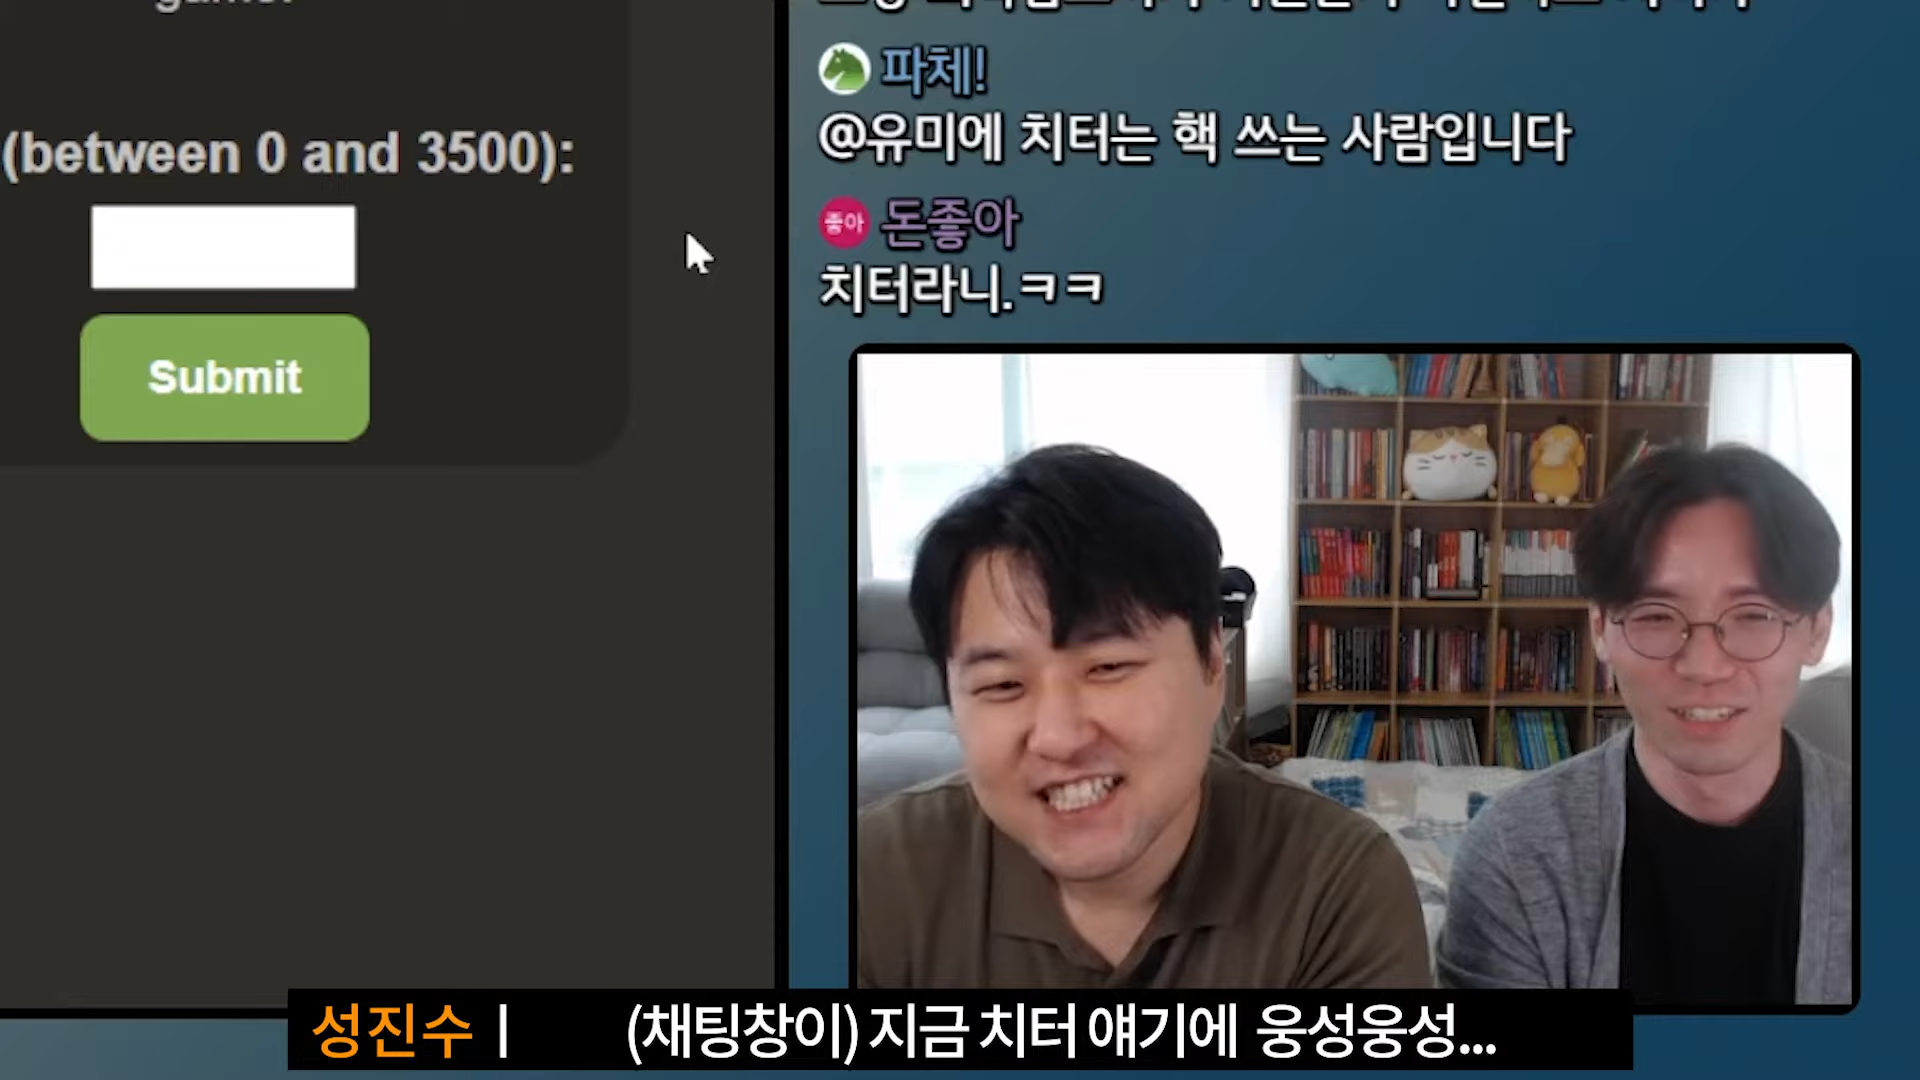 (between 0 and 3500):
Submit
파체!
@유미에 치터는 핵 쓰는 사람입니다
좋아 돈좋아
치터라니.ㅋㅋ
성진수 | (채팅창이) 지금 치터 얘기에 웅성웅성...